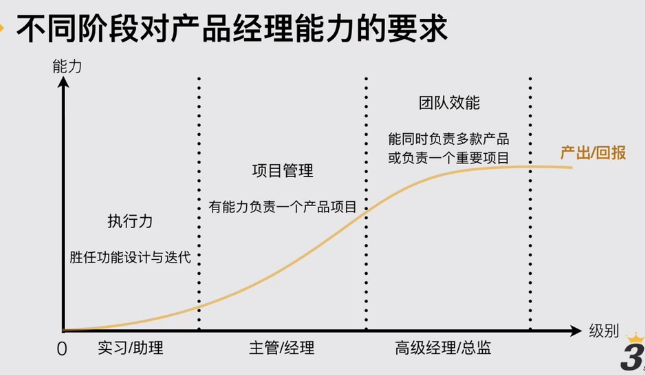 不同阶段对产品经理能力的要求
能力
团队效能
能同时负责多款产品
或负责一个重要项目
产出/回报
项目管理
有能力负责一个产品项目
执行力
胜任功能设计与迭代
级别
0
实习/助理
主管/经理
高级经理/总监
3